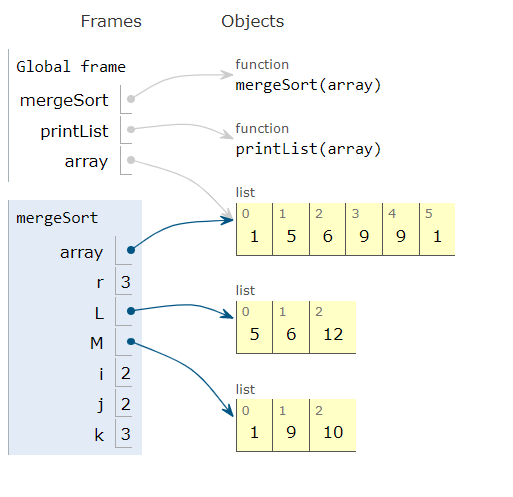 Frames Objects
Global frame
mergeSort
printList
array
function
mergeSort(array)
function
printList(array)
list
0 1 2 3 4 5
1 5 6 9 9 1
mergeSort
array
r 3
L
M
i 2
j 2
k 3
list
0 1 2
5 6 12
list
0 1 2
1 9 10